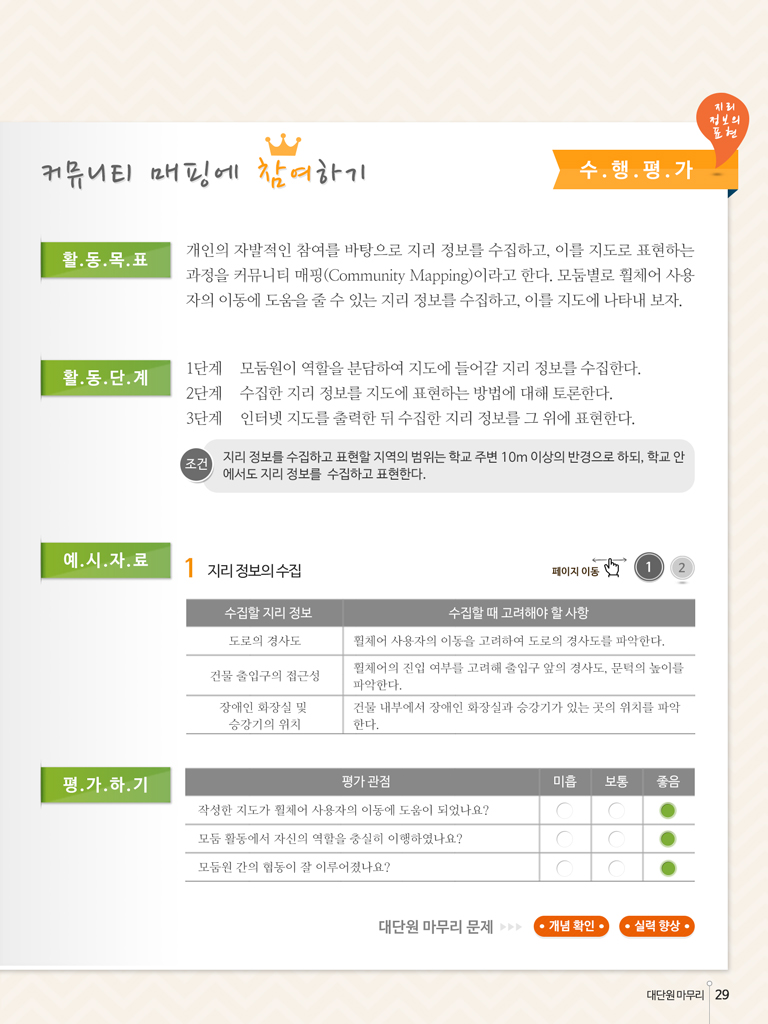 지리
정보의
표현
커뮤니티 매핑에 참여하기
수.행.평.가
활.동.목.표
개인의 자발적인 참여를 바탕으로 지리 정보를 수집하고, 이를 지도로 표현하는
과정을 커뮤니티 매핑(Community Mapping)이라고 한다. 모둠별로 휠체어 사용
자의 이동에 도움을 줄 수 있는 지리 정보를 수집하고, 이를 지도에 나타내 보자.
활.동.단.계
1단계 모둠원이 역할을 분담하여 지도에 들어갈 지리 정보를 수집한다.
2단계 수집한 지리 정보를 지도에 표현하는 방법에 대해 토론한다.
3단계 인터넷 지도를 출력한 뒤 수집한 지리 정보를 그 위에 표현한다.
조건
지리 정보를 수집하고 표현할 지역의 범위는 학교 주변 10m 이상의 반경으로 하되, 학교 안
에서도 지리 정보를 수집하고 표현한다.
예.시.자.료
1 지리 정보의 수집
페이지 이동 1 2
수집할 지리 정보 수집할 때 고려해야 할 사항
도로의 경사도 휠체어 사용자의 이동을 고려하여 도로의 경사도를 파악한다.
건물 출입구의 접근성 휠체어의 진입 여부를 고려해 출입구 앞의 경사도, 문턱의 높이를
파악한다.
장애인 화장실 및 건물 내부에서 장애인 화장실과 승강기가 있는 곳의 위치를 파악
승강기의 위치 한다.
평.가.하.기
평가 관점 미흡 보통 좋음
작성한 지도가 휠체어 사용자의 이동에 도움이 되었나요?
모둠 활동에서 자신의 역할을 충실히 이행하였나요?
모둠원 간의 협동이 잘 이루어졌나요?
대단원 마무리 문제 개념 확인 실력 향상
대단원 마무리 29